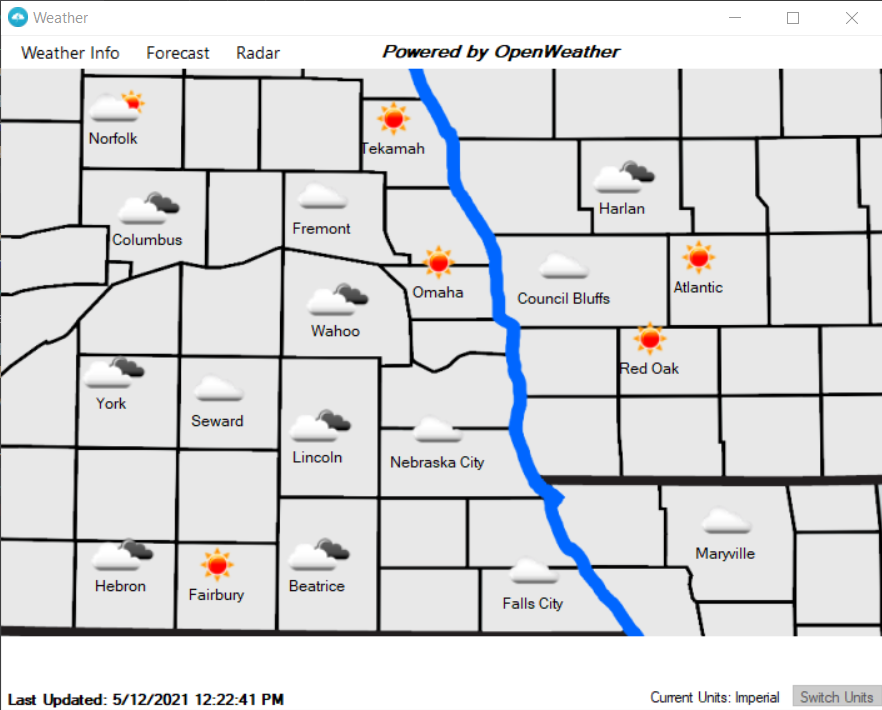 Weather
Weather Info Forecast Radar Powered by OpenWeather
Norfolk
Tekamah
Harlan
Columbus
Fremont
Omaha
Council Bluffs
Atlantic
Wahoo
Red Oak
York
Seward
Lincoln
Nebraska City
Maryville
Hebron
Fairbury
Beatrice
Falls City
Last Updated: 5/12/2021 12:22:41 PM
Current Units: Imperial Switch Units